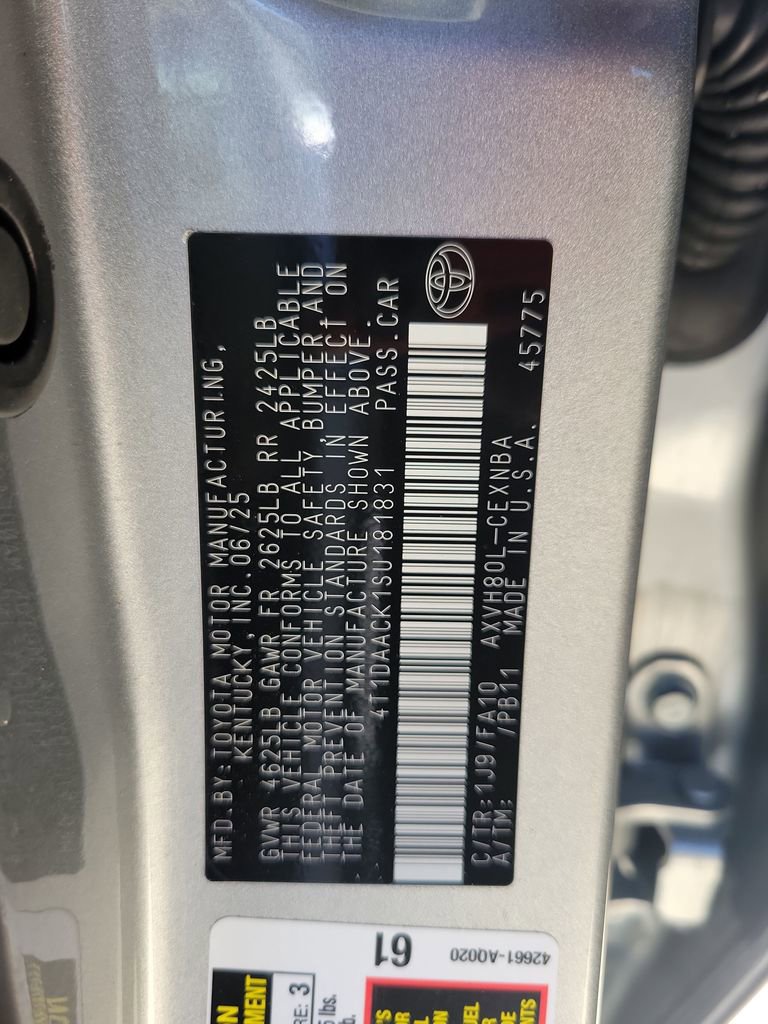 MFD.BY:TOYOTA MOTOR MANUFACTURING,
KENTUCKY, INC.06/25
GVWR 4625LB GAWR FR 2625LB RR 2425LB
THIS VEHICLE CONFORMS TO ALL APPLICABLE
FEDERAL MOTOR VEHICLE SAFETY, BUMPER AND
THEFT PREVENTION STANDARDS IN EFFECT ON
THE DATE OF MANUFACTURE SHOWN ABOVE.
4T1DAACK1SU181831 PASS.CAR
C/TR:1J9/FA10 AXVH80L-CEXNBA
A/TM: /PB11 MADE IN U.S.A. 45775
61
42661-AQ020